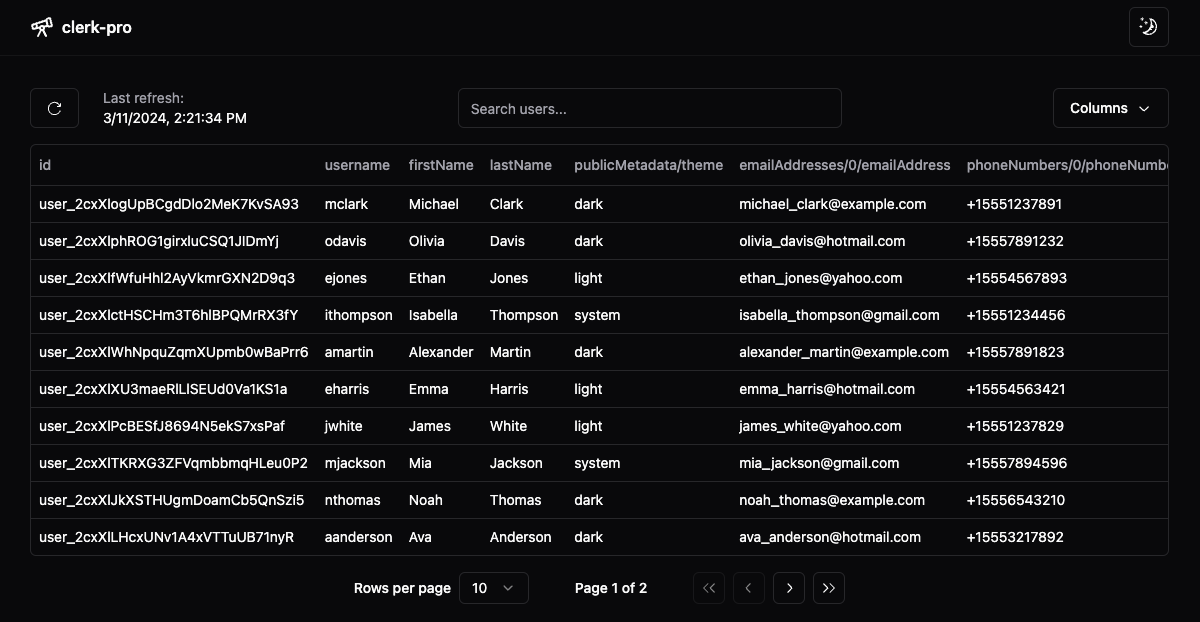 clerk-pro
Last refresh:
3/11/2024, 2:21:34 PM
Search users...
Columns
id username firstName lastName publicMetadata/theme emailAddresses/0/emailAddress phoneNumbers/0/phoneNumbe
user_2cxXlogUpBCgdDlo2MeK7KvSA93 mclark Michael Clark dark michael_clark@example.com +15551237891
user_2cxXlphROG1girxluCSQ1JIDmYj odavis Olivia Davis dark olivia_davis@hotmail.com +15557891232
user_2cxXlfWfuHhl2AyVkmrGXN2D9q3 ejones Ethan Jones light ethan_jones@yahoo.com +15554567893
user_2cxXlctHSCHm3T6hlBPQMrRX3fY ithompson Isabella Thompson system isabella_thompson@gmail.com +15551234456
user_2cxXlWhNpquZqmXUpmb0wBaPrr6 amartin Alexander Martin dark alexander_martin@example.com +15557891823
user_2cxXlXU3maeRlLlSEUd0Va1KS1a eharris Emma Harris light emma_harris@hotmail.com +15554563421
user_2cxXlPcBESfJ8694N5ekS7xsPaf jwhite James White light james_white@yahoo.com +15551237829
user_2cxXlTKRXG3ZFVqmbbmqHLeu0P2 mjackson Mia Jackson system mia_jackson@gmail.com +15557894596
user_2cxXlJkXSTHUgmDoamCb5QnSzi5 nthomas Noah Thomas dark noah_thomas@example.com +15556543210
user_2cxXlLHcxUNv1A4xVTTuUB71nyR aanderson Ava Anderson dark ava_anderson@hotmail.com +15553217892
Rows per page 10 Page 1 of 2